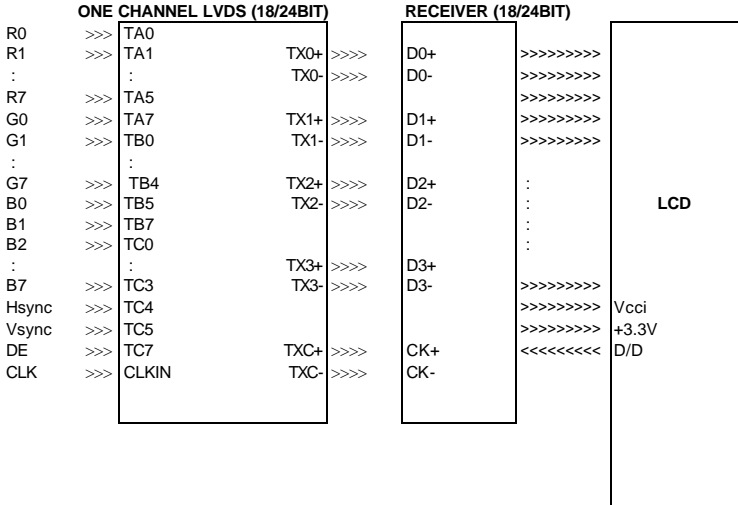 ONE CHANNEL LVDS (18/24BIT) RECEIVER (18/24BIT)
R0 >>> TA0
R1 >>> TA1 TX0+ >>>> D0+ >>>>>>>>>
: : TX0- >>>> D0- >>>>>>>>>
R7 >>> TA5 >>>>>>>>>
G0 >>> TA7 TX1+ >>>> D1+ >>>>>>>>>
G1 >>> TB0 TX1- >>>> D1- >>>>>>>>>
: :
G7 >>> TB4 TX2+ >>>> D2+ :
B0 >>> TB5 TX2- >>>> D2- : LCD
B1 >>> TB7 :
B2 >>> TC0 :
: : TX3+ >>>> D3+
B7 >>> TC3 TX3- >>>> D3- >>>>>>>>>
Hsync >>> TC4 >>>>>>>>> Vcci
Vsync >>> TC5 >>>>>>>>> +3.3V
DE >>> TC7 TXC+ >>>> CK+ <<<<<<<<< D/D
CLK >>> CLKIN TXC- >>>> CK-